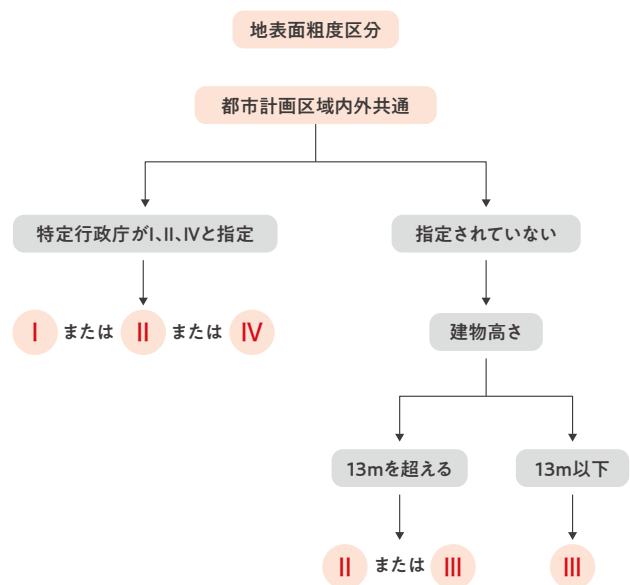 地表面粗度区分
都市計画区域内外共通
特定行政庁がI、II、IVと指定
指定されていない
I または II または IV
建物高さ
13mを超える
13m以下
II または III
III